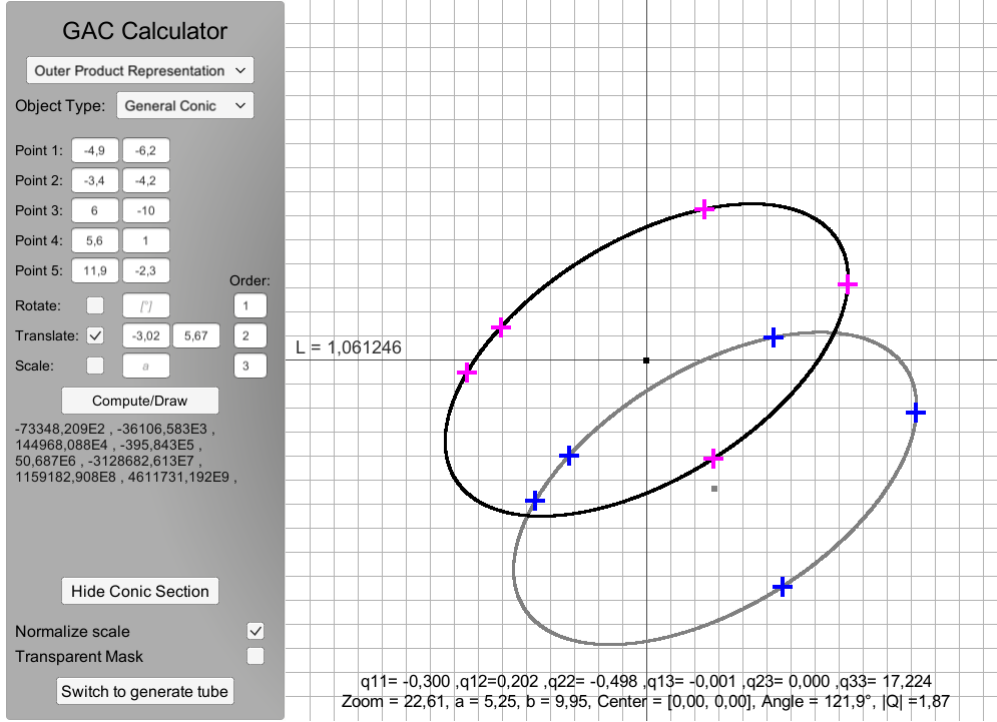 GAC Calculator
Outer Product Representation
Object Type: General Conic
Point 1: -4,9 -6,2
Point 2: -3,4 -4,2
Point 3: 6 -10
Point 4: 5,6 1
Point 5: 11,9 -2,3
Order:
Rotate: [°] 1
Translate: -3,02 5,67 2
Scale: a 3
Compute/Draw
-73348,209E2 , -36106,583E3 ,
144968,088E4 , -395,843E5 ,
50,687E6 , -3128682,613E7 ,
1159182,908E8 , 4611731,192E9 ,
Hide Conic Section
Normalize scale
Transparent Mask
Switch to generate tube
L = 1,061246
q11= -0,300 ,q12=0,202 ,q22= -0,498 ,q13= -0,001 ,q23= 0,000 ,q33= 17,224
Zoom = 22,61, a = 5,25, b = 9,95, Center = [0,00, 0,00], Angle = 121,9°, |Q| =1,87